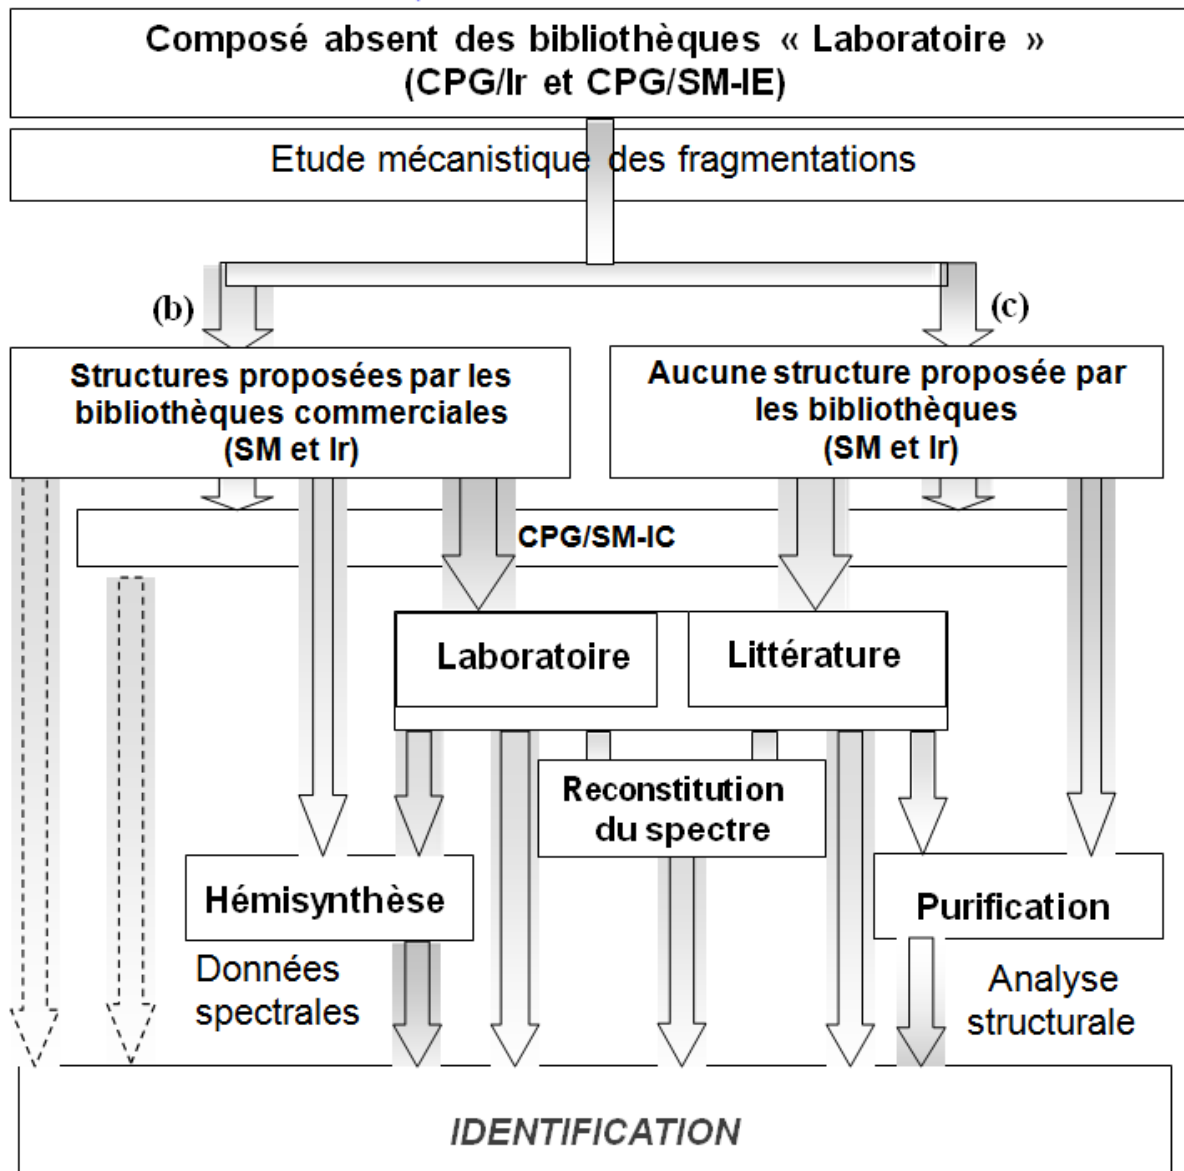 Composé absent des bibliothèques « Laboratoire »
(CPG/Ir et CPG/SM-IE)
Etude mécanistique des fragmentations
(b)
(c)
Structures proposées par les
bibliothèques commerciales
(SM et Ir)
Aucune structure proposée par
les bibliothèques
(SM et Ir)
CPG/SM-IC
Laboratoire
Littérature
Reconstitution
du spectre
Hémisynthèse
Purification
Données
spectrales
Analyse
structurale
IDENTIFICATION